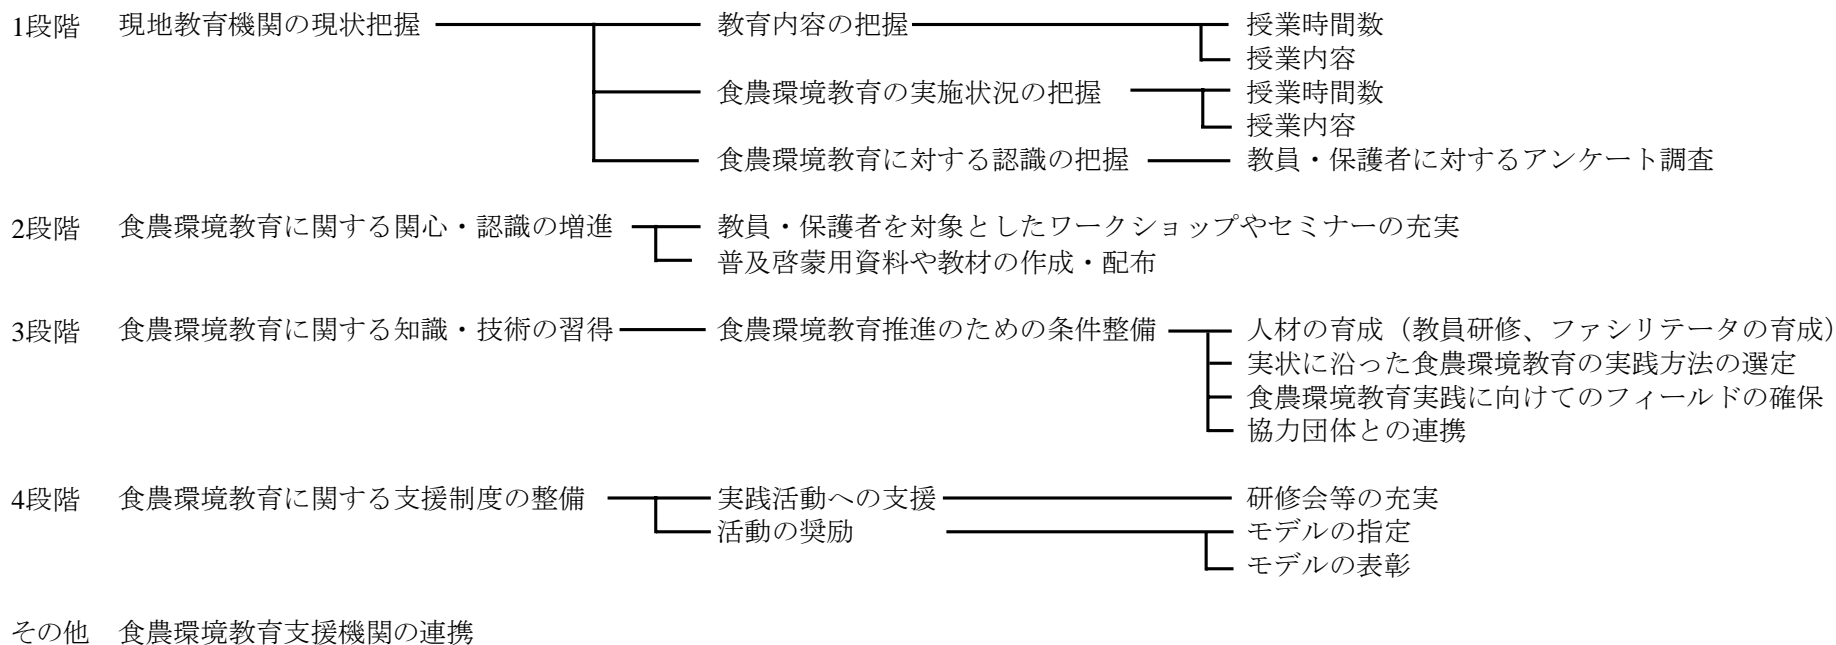 1段階 現地教育機関の現状把握 教育内容の把握 授業時間数
授業内容
食農環境教育の実施状況の把握 授業時間数
授業内容
食農環境教育に対する認識の把握 教員・保護者に対するアンケート調査
2段階 食農環境教育に関する関心・認識の増進 教員・保護者を対象としたワークショップやセミナーの充実
普及啓蒙用資料や教材の作成・配布
3段階 食農環境教育に関する知識・技術の習得 食農環境教育推進のための条件整備 人材の育成（教員研修、ファシリテータの育成）
実状に沿った食農環境教育の実践方法の選定
食農環境教育実践に向けてのフィールドの確保
協力団体との連携
4段階 食農環境教育に関する支援制度の整備 実践活動への支援 研修会等の充実
活動の奨励 モデルの指定
モデルの表彰
その他 食農環境教育支援機関の連携